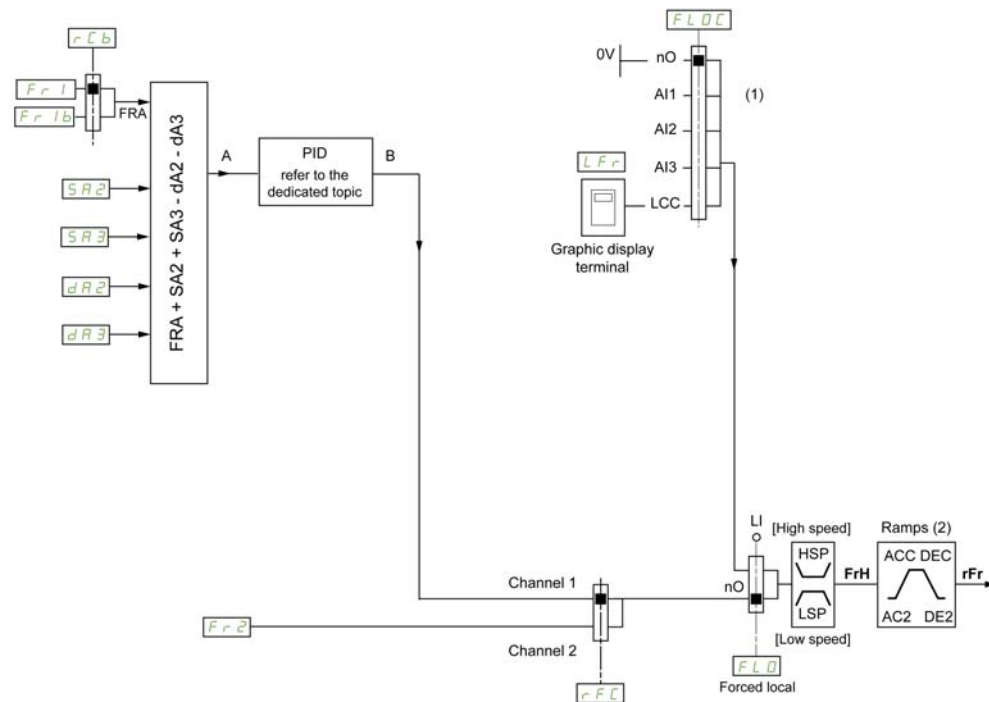 rCb
Fr1
Fr1b
FRA
SA2
SA3
dA2
dA3
FRA + SA2 + SA3 - dA2 - dA3
A
PID
refer to the
dedicated topic
B
FLOC
0V
nO
AI1
AI2
AI3
LCC
(1)
LFr
Graphic display
terminal
Channel 1
Fr2
Channel 2
rFC
LI
nO
[High speed]
HSP
LSP
[Low speed]
FLO
Forced local
FrH
Ramps (2)
ACC DEC
AC2 DE2
rFr